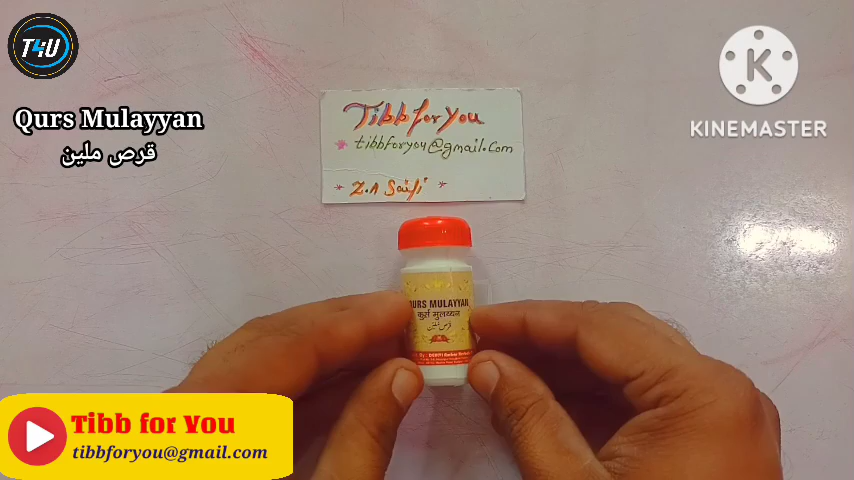 T4U
Qurs Mulayyan
قرص ملین
K
KINEMASTER
Tibb for You
tibbforyou@gmail.com
Z.A Saifi
QURS MULAYYAN
कुर्स मुलय्यन
قرص ملین
Tibb for You
tibbforyou@gmail.com